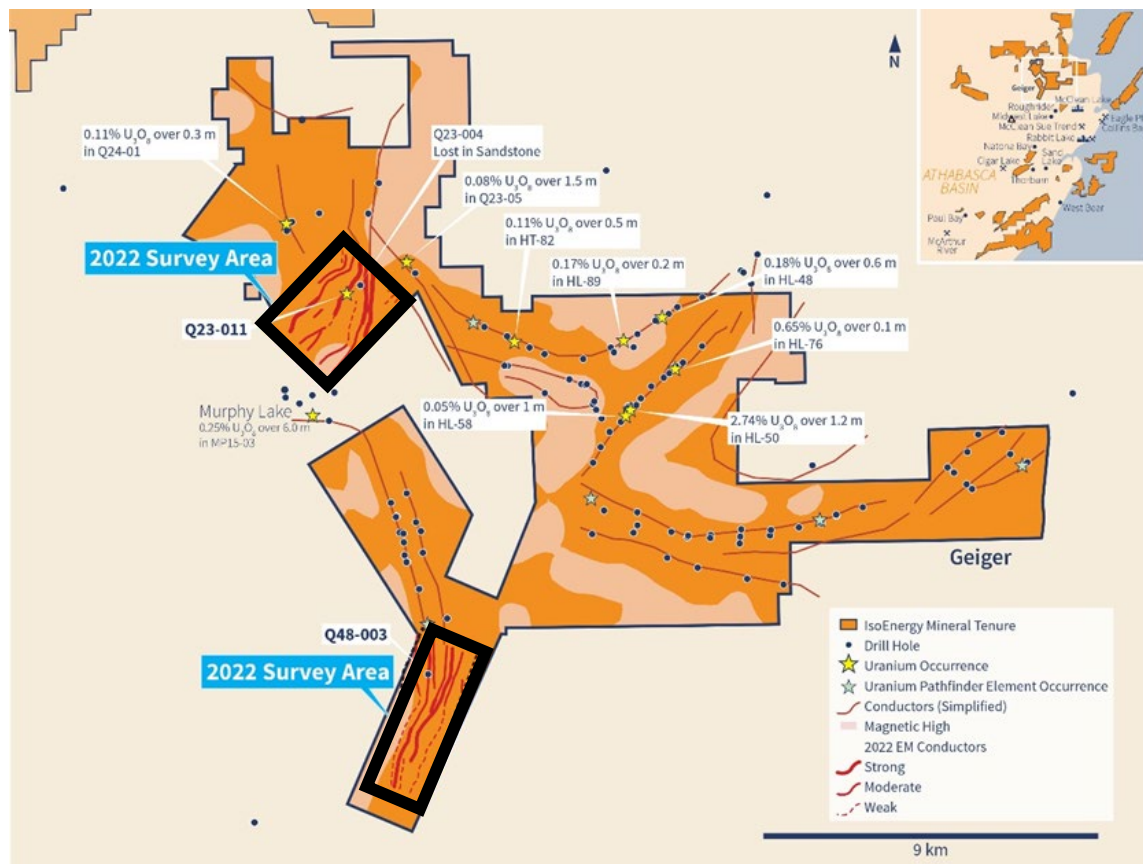 N
Geiger
McClean Lake
Roughrider
Midwest Lake
McClean Sue Trend
Eagle
Collins
Rabbit Lake
Natona Bay
Sand
Lake
Cigar Lake
Thorburn
ATHABASCA
BASIN
West Bear
Paul Bay
McArthur
River
0.11% U₃O₈ over 0.3 m
in Q24-01
Q23-004
Lost in Sandstone
0.08% U₃O₈ over 1.5 m
in Q23-05
0.11% U₃O₈ over 0.5 m
in HT-82
0.17% U₃O₈ over 0.2 m
in HL-89
0.18% U₃O₈ over 0.6 m
in HL-48
2022 Survey Area
Q23-011
0.65% U₃O₈ over 0.1 m
in HL-76
Murphy Lake
0.25% U₃O₈ over 6.0 m
in MP15-03
0.05% U₃O₈ over 1 m
in HL-58
2.74% U₃O₈ over 1.2 m
in HL-50
Geiger
Q48-003
2022 Survey Area
IsoEnergy Mineral Tenure
Drill Hole
Uranium Occurrence
Uranium Pathfinder Element Occurrence
Conductors (Simplified)
Magnetic High
2022 EM Conductors
Strong
Moderate
Weak
9 km